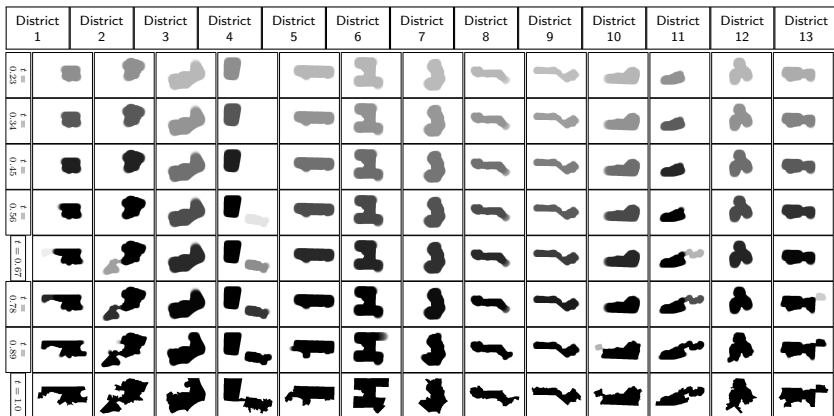 District 1
District 2
District 3
District 4
District 5
District 6
District 7
District 8
District 9
District 10
District 11
District 12
District 13
t = 0.23
t = 0.34
t = 0.45
t = 0.56
t = 0.67
t = 0.78
t = 0.89
t = 1.0